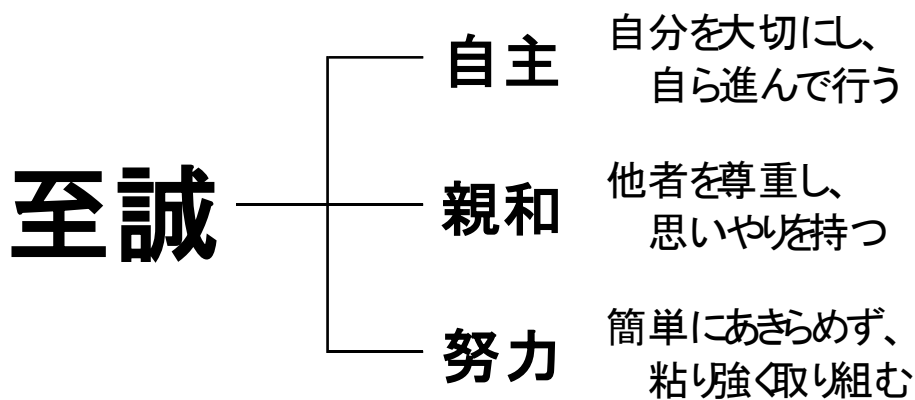 至誠
自主
自分を大切にし、
自ら進んで行う
親和
他者を尊重し、
思いやりを持つ
努力
簡単にあきらめず、
粘り強く取り組む